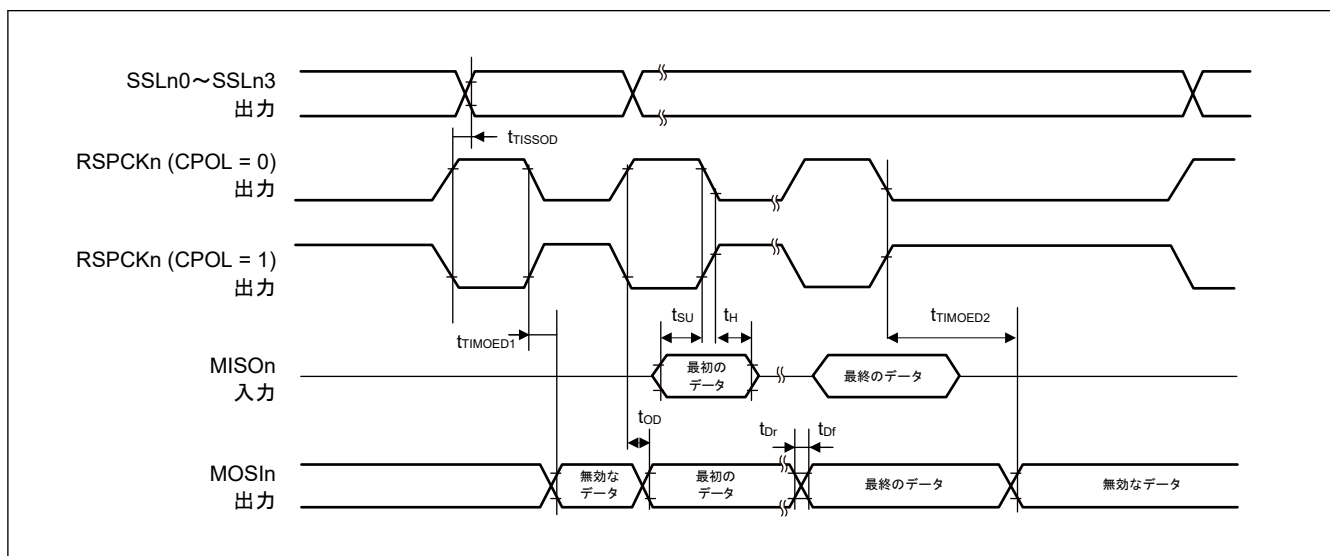 SSLn0～SSLn3
出力
tTISSOD
RSPCKn (CPOL = 0)
出力
RSPCKn (CPOL = 1)
出力
tSU
tH
tTIMOED2
tTIMOED1
MISOn
入力
最初の
データ
最終のデータ
tOD
tDr
tDf
MOSIn
出力
無効な
データ
最初の
データ
最終のデータ
無効なデータ